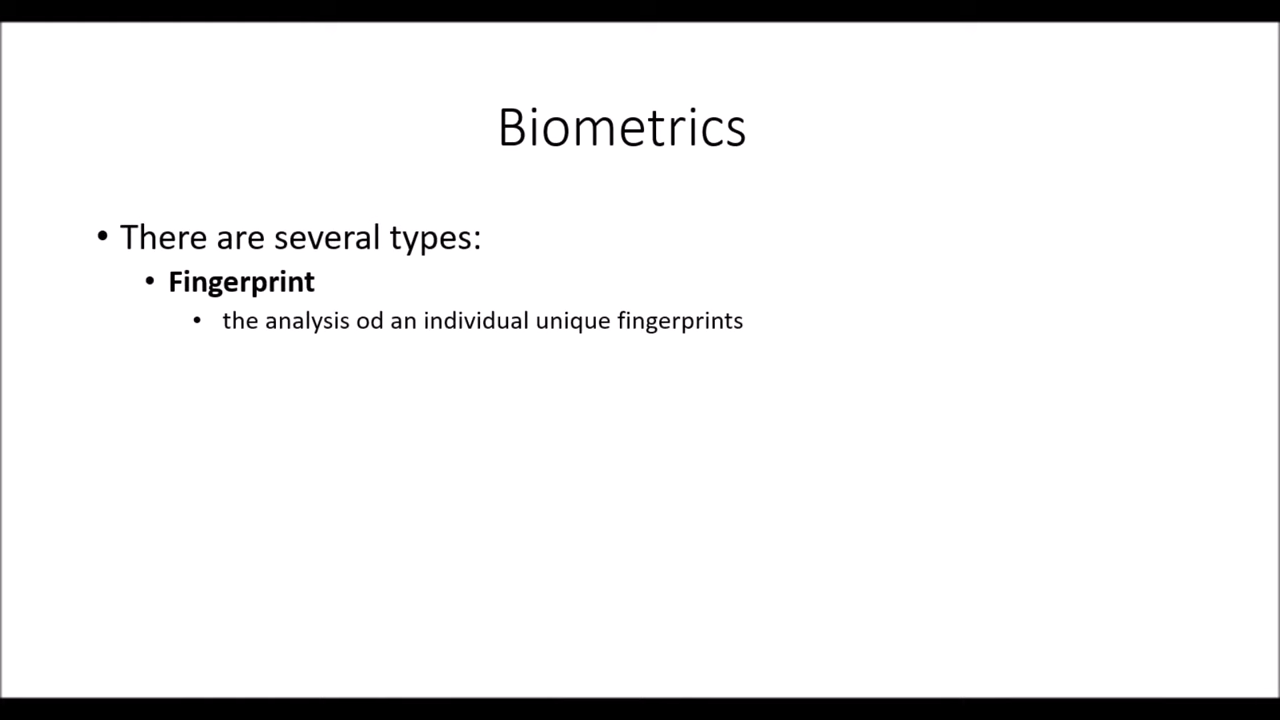 Biometrics
• There are several types:
• Fingerprint
• the analysis od an individual unique fingerprints